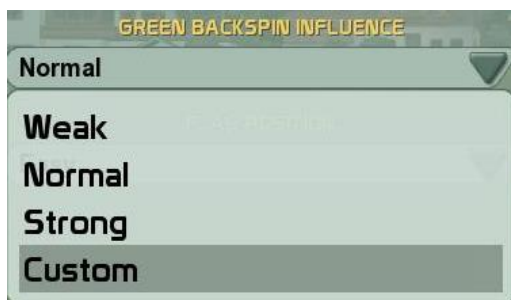 GREEN BACKSPIN INFLUENCE
Normal
Weak
Normal
Strong
Custom